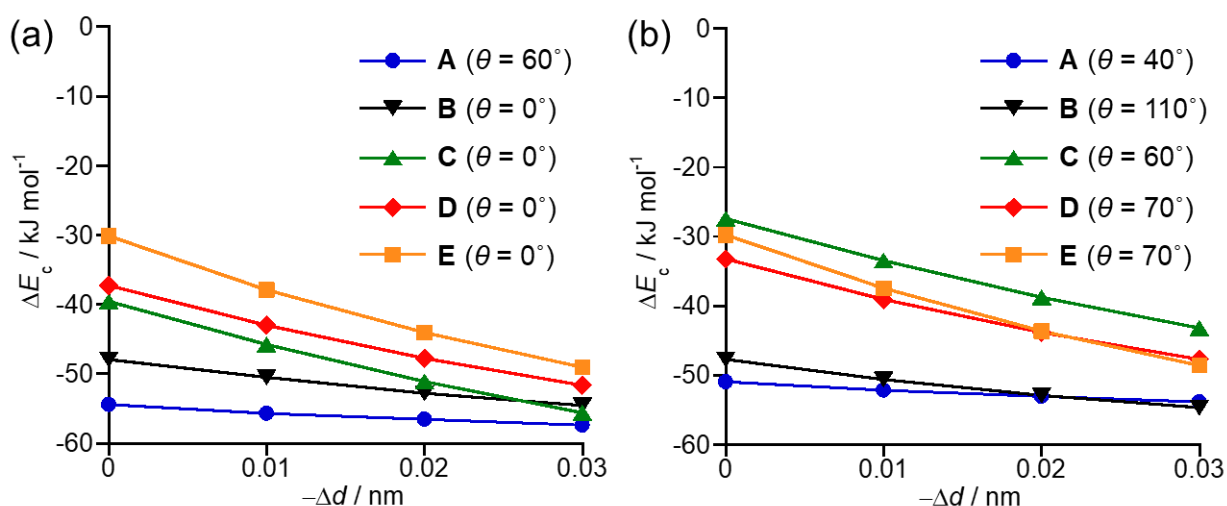 (a)
ΔE_c / kJ mol⁻¹
0
-10
-20
-30
-40
-50
-60
A (θ = 60°)
B (θ = 0°)
C (θ = 0°)
D (θ = 0°)
E (θ = 0°)
0 0.01 0.02 0.03
−Δd / nm
(b)
ΔE_c / kJ mol⁻¹
0
-10
-20
-30
-40
-50
-60
A (θ = 40°)
B (θ = 110°)
C (θ = 60°)
D (θ = 70°)
E (θ = 70°)
0 0.01 0.02 0.03
−Δd / nm